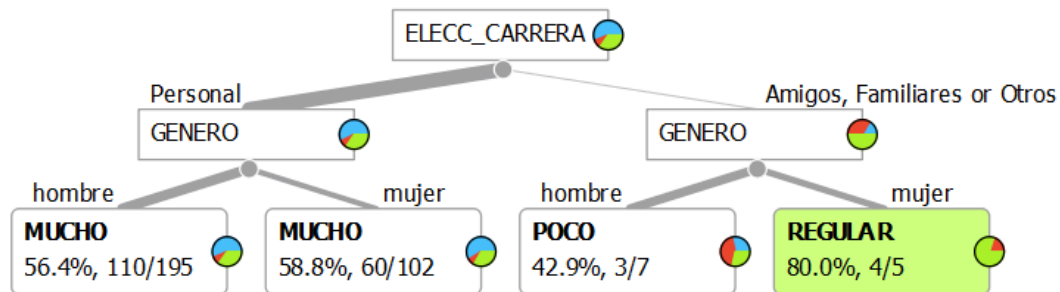 ELECC_CARRERA
Personal
Amigos, Familiares or Otros
GENERO
GENERO
hombre
mujer
hombre
mujer
MUCHO
56.4%, 110/195
MUCHO
58.8%, 60/102
POCO
42.9%, 3/7
REGULAR
80.0%, 4/5